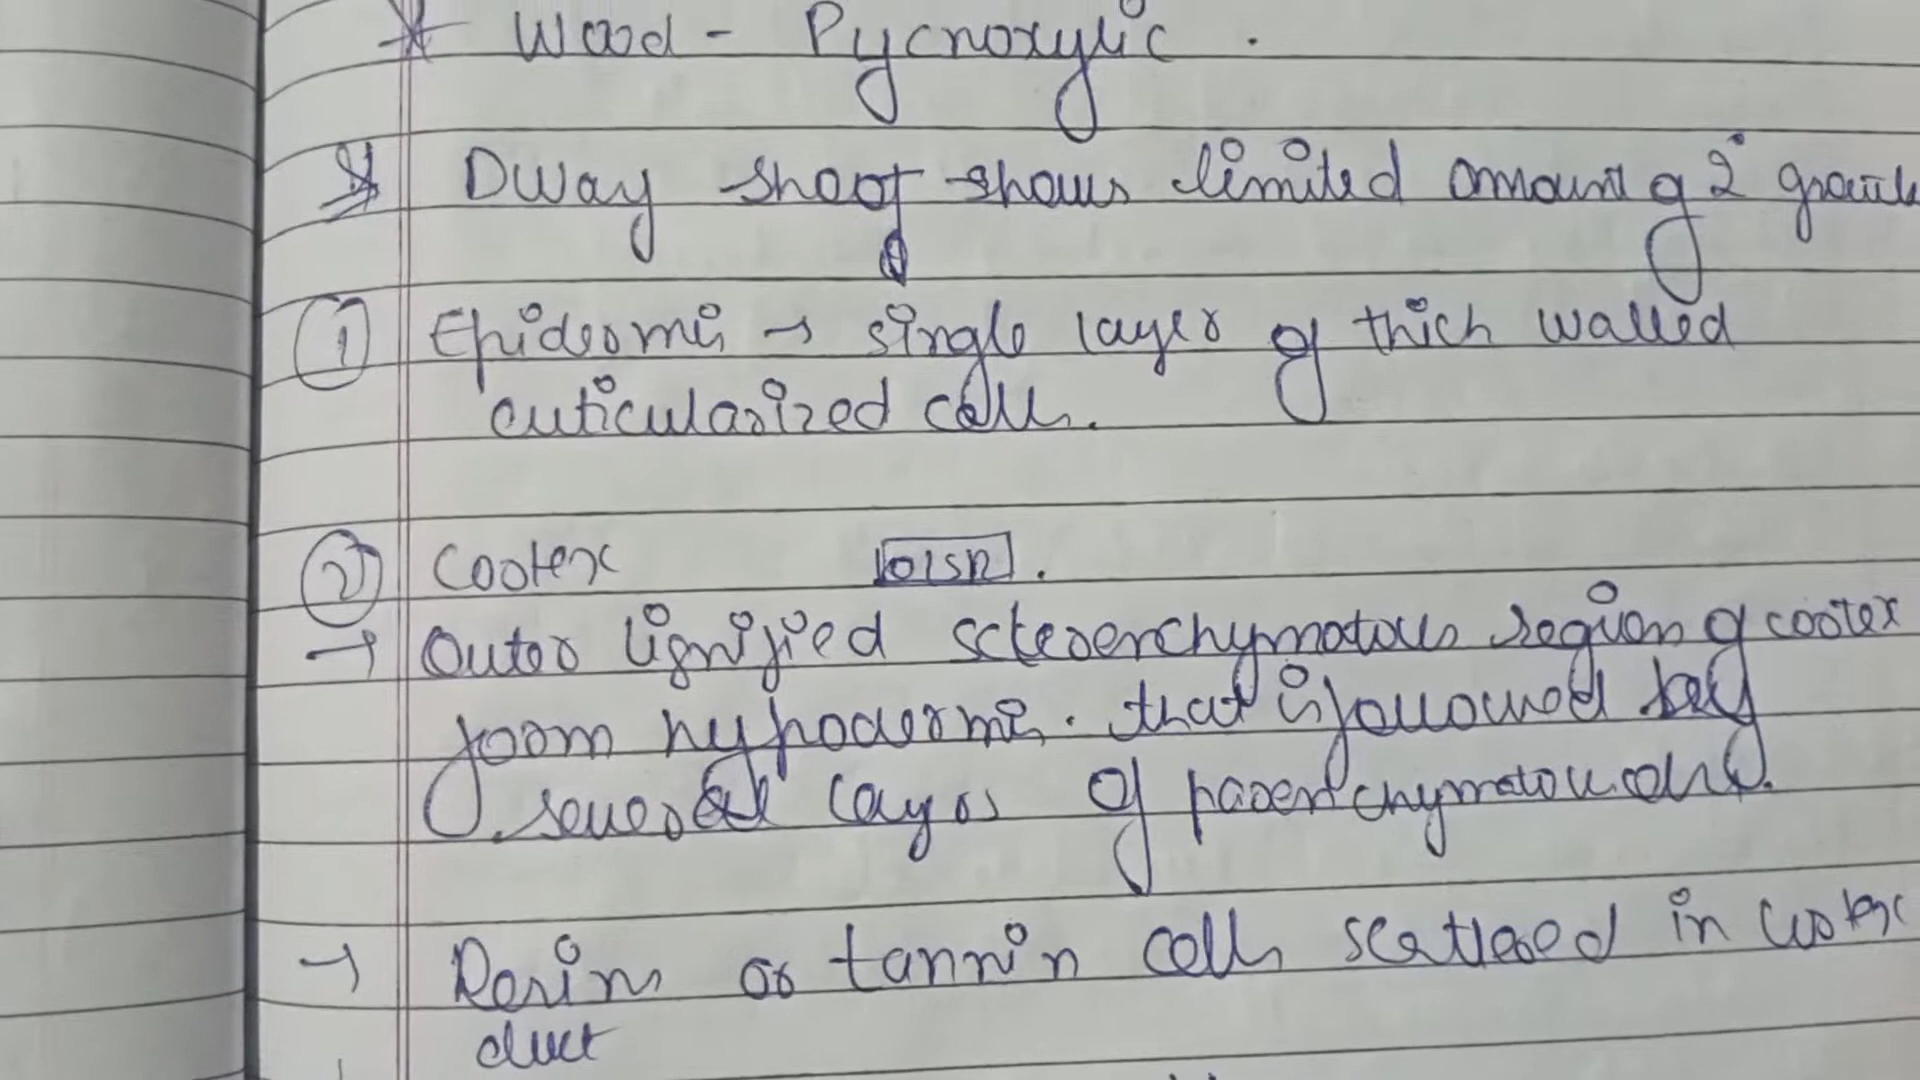 * Wood - Pycnoxylic .
* Dway shoot shows limited amount of 2° growth
① Epidermis → single layer of thick walled
cuticularized cells.
② Cortex
→ Outer lignified sclerenchymatous region of cortex
form hypodermis. that is followed by
several layers of parenchymatous
→ Resin or tannin cells scattered in cortex
duct